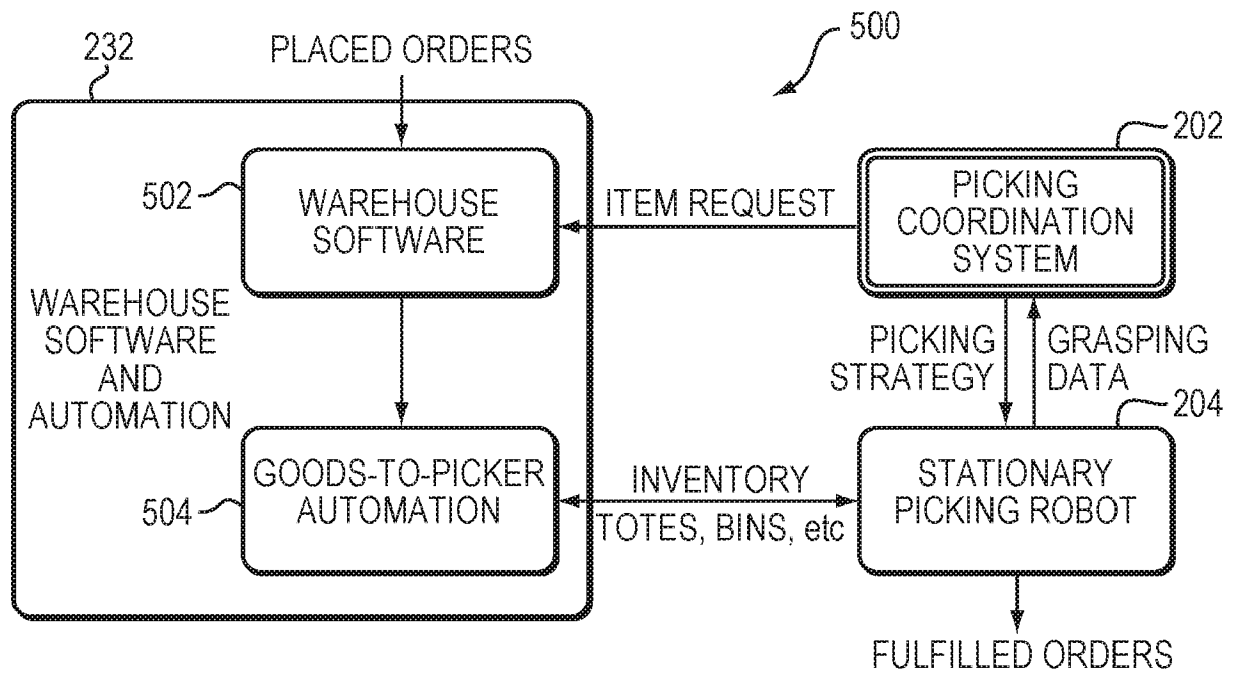 PLACED ORDERS
500
232
202
502
WAREHOUSE
SOFTWARE
ITEM REQUEST
PICKING
COORDINATION
SYSTEM
WAREHOUSE
SOFTWARE
AND
AUTOMATION
PICKING
STRATEGY
GRASPING
DATA
204
504
GOODS-TO-PICKER
AUTOMATION
INVENTORY
TOTES, BINS, etc
STATIONARY
PICKING ROBOT
FULFILLED ORDERS